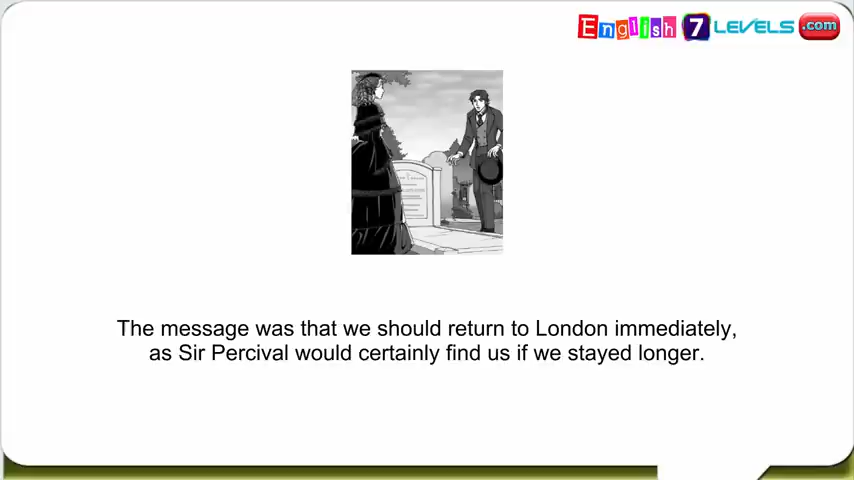 English 7 LEVELS .com
The message was that we should return to London immediately,
as Sir Percival would certainly find us if we stayed longer.